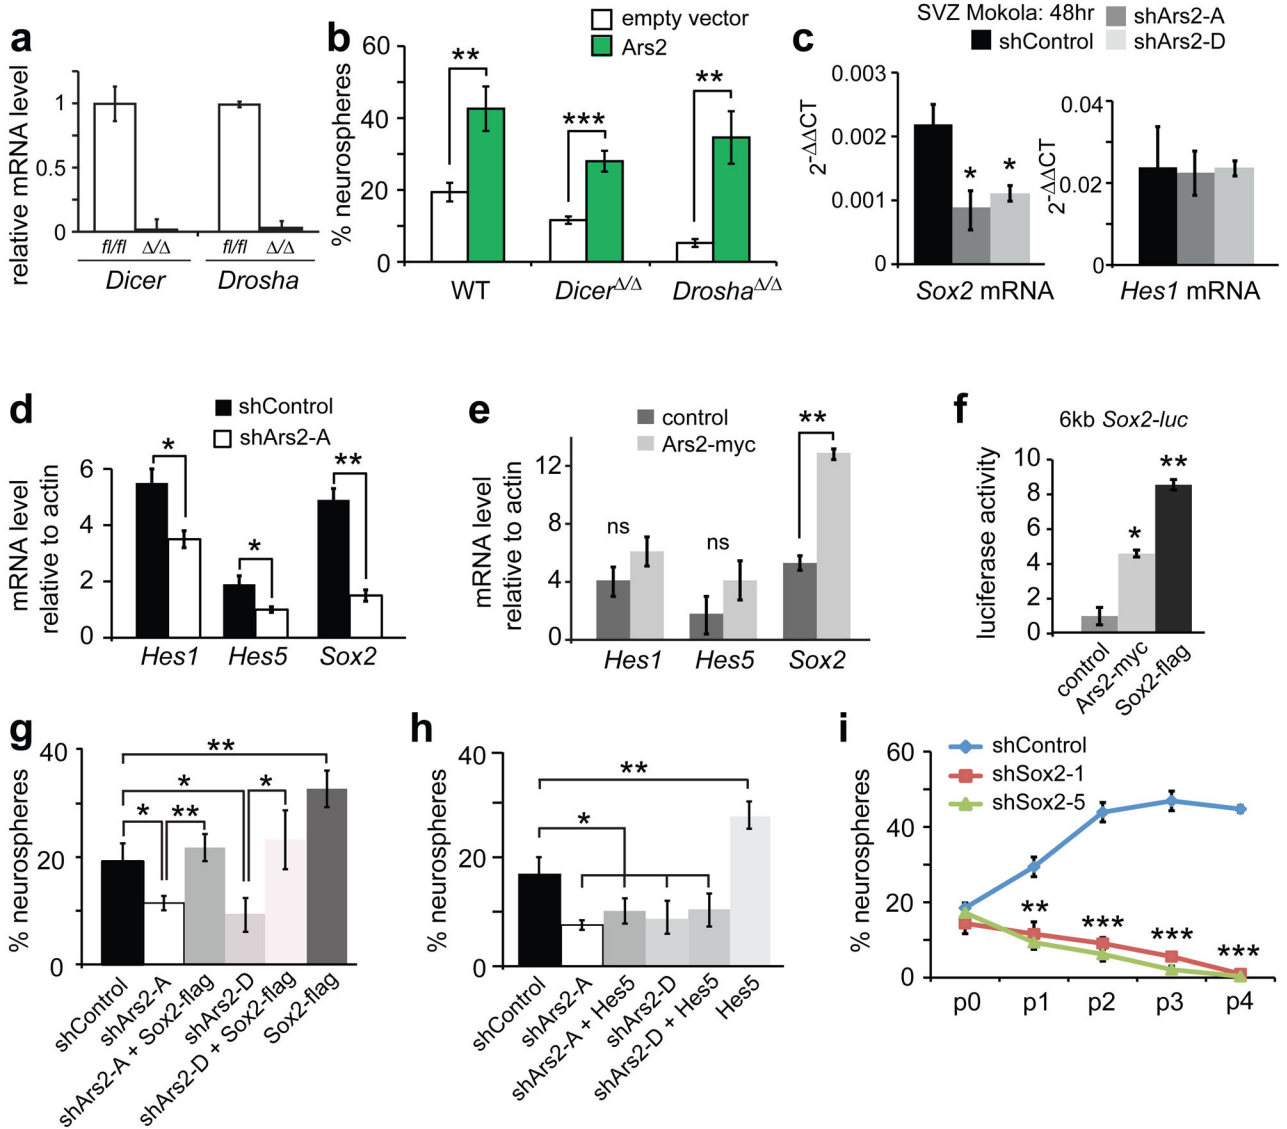 a
relative mRNA level
1
0.5
0
fl/fl Δ/Δ fl/fl Δ/Δ
Dicer Drosha
b
empty vector
Ars2
% neurospheres
60
40
20
0
** *** **
WT DicerΔ/Δ DroshaΔ/Δ
c
SVZ Mokola: 48hr
shControl
shArs2-A
shArs2-D
2-ΔΔCT
0.003
0.002
0.001
0
* *
Sox2 mRNA
2-ΔΔCT
0.04
0.02
0
Hes1 mRNA
d
shControl
shArs2-A
mRNA level
relative to actin
6
4
2
0
* * **
Hes1 Hes5 Sox2
e
control
Ars2-myc
mRNA level
relative to actin
12
8
4
0
ns ns **
Hes1 Hes5 Sox2
f
6kb Sox2-luc
luciferase activity
10
8
6
4
2
0
* **
control
Ars2-myc
Sox2-flag
g
% neurospheres
40
20
0
**
* *
* **
shControl
shArs2-A
shArs2-A + Sox2-flag
shArs2-D
shArs2-D + Sox2-flag
Sox2-flag
h
% neurospheres
40
20
0
**
*
shControl
shArs2-A
shArs2-A + Hes5
shArs2-D
shArs2-D + Hes5
Hes5
i
shControl
shSox2-1
shSox2-5
% neurospheres
60
40
20
0
** *** *** ***
p0 p1 p2 p3 p4